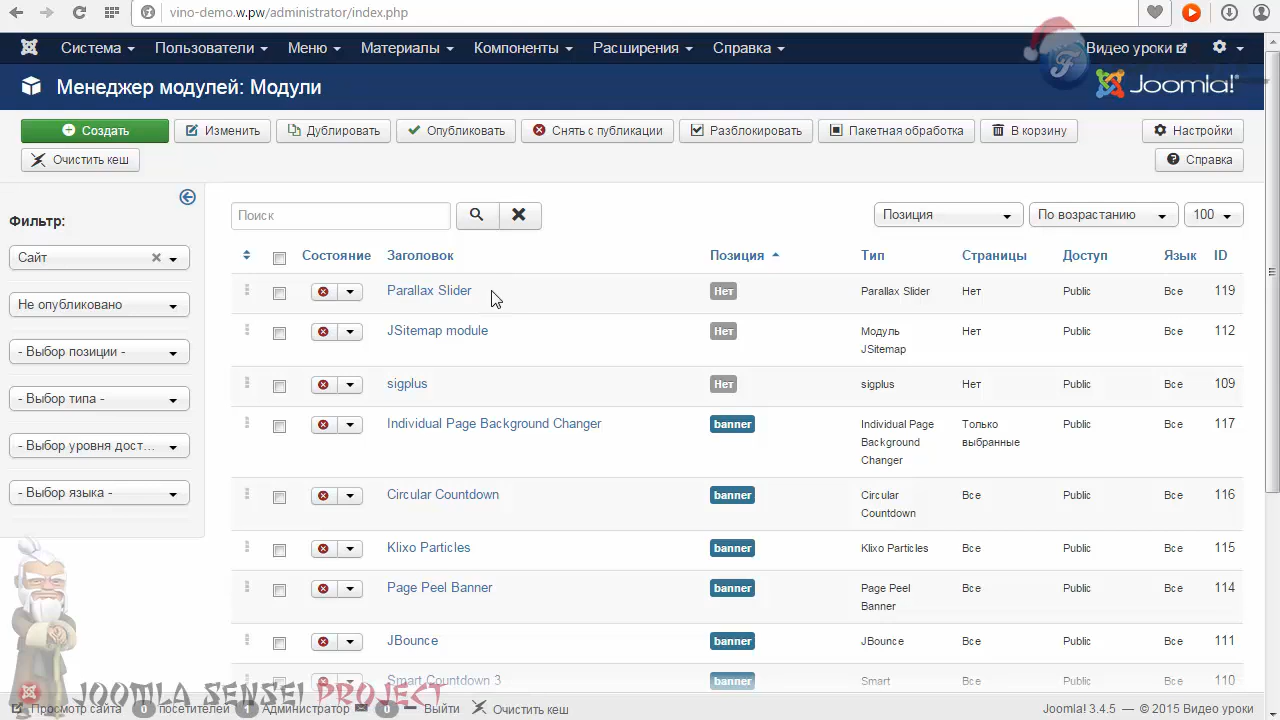 vino-demo.w.pw/administrator/index.php
Система Пользователи Меню Материалы Компоненты Расширения Справка Видео уроки
Менеджер модулей: Модули
Joomla!
Создать Изменить Дублировать Опубликовать Снять с публикации Разблокировать Пакетная обработка В корзину Настройки
Очистить кеш Справка
Фильтр:
Сайт
Не опубликовано
- Выбор позиции -
- Выбор типа -
- Выбор уровня дост...
- Выбор языка -
Поиск Позиция По возрастанию 100
Состояние Заголовок Позиция Тип Страницы Доступ Язык ID
Parallax Slider Нет Parallax Slider Нет Public Все 119
JSitemap module Нет Модуль JSitemap Нет Public Все 112
sigplus Нет sigplus Нет Public Все 109
Individual Page Background Changer banner Individual Page Background Changer Только выбранные Public Все 117
Circular Countdown banner Circular Countdown Все Public Все 116
Klixo Particles banner Klixo Particles Все Public Все 115
Page Peel Banner banner Page Peel Banner Все Public Все 114
JBounce banner JBounce Все Public Все 111
Smart Countdown 3 banner Smart Все Public Все 110
JOOMLA SENSEI PROJECT
Просмотр сайта 0 посетителей 1 Администратор 0 Выйти Очистить кеш Joomla! 3.4.5 — © 2015 Видео уроки